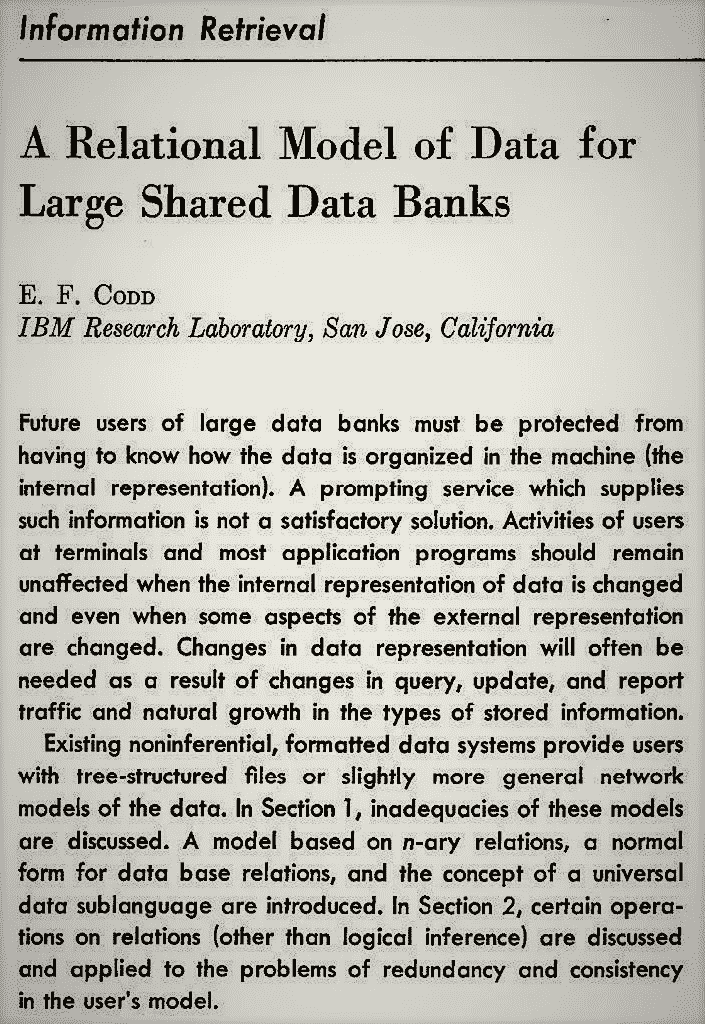 Information Retrieval
A Relational Model of Data for
Large Shared Data Banks
E. F. CODD
IBM Research Laboratory, San Jose, California
Future users of large data banks must be protected from
having to know how the data is organized in the machine (the
internal representation). A prompting service which supplies
such information is not a satisfactory solution. Activities of users
at terminals and most application programs should remain
unaffected when the internal representation of data is changed
and even when some aspects of the external representation
are changed. Changes in data representation will often be
needed as a result of changes in query, update, and report
traffic and natural growth in the types of stored information.
Existing noninferential, formatted data systems provide users
with tree-structured files or slightly more general network
models of the data. In Section 1, inadequacies of these models
are discussed. A model based on n-ary relations, a normal
form for data base relations, and the concept of a universal
data sublanguage are introduced. In Section 2, certain opera-
tions on relations (other than logical inference) are discussed
and applied to the problems of redundancy and consistency
in the user's model.